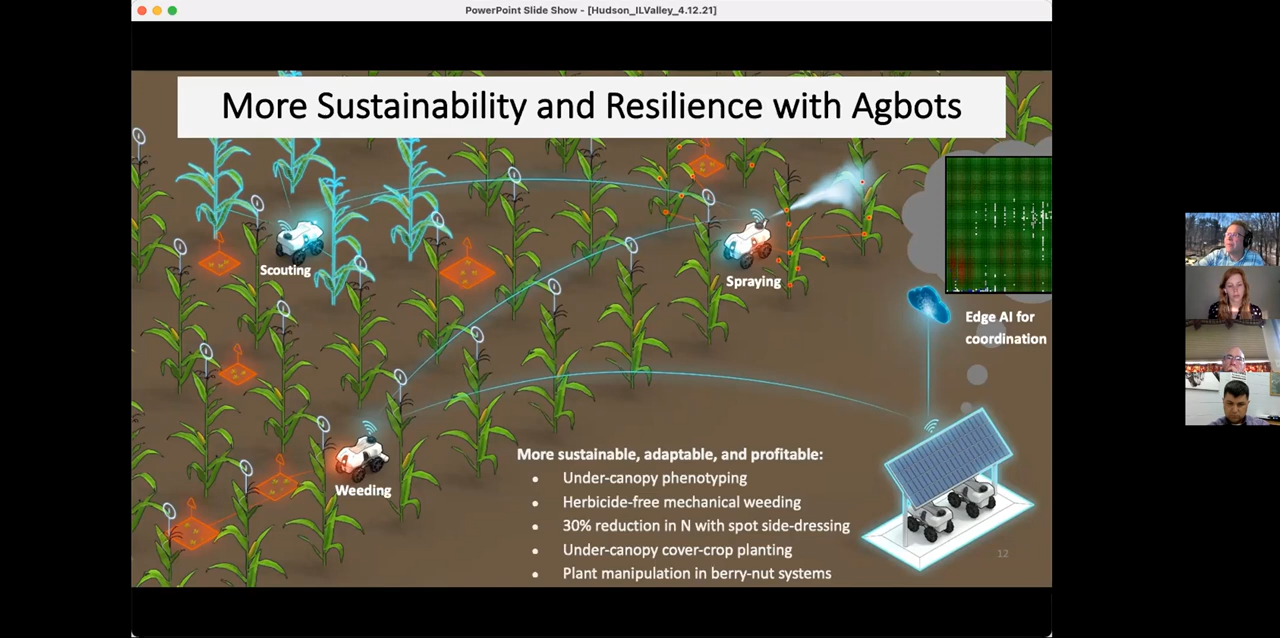 PowerPoint Slide Show - [Hudson_ILValley_4.12.21]
More Sustainability and Resilience with Agbots
Scouting
Spraying
Edge AI for
coordination
Weeding
More sustainable, adaptable, and profitable:
• Under-canopy phenotyping
• Herbicide-free mechanical weeding
• 30% reduction in N with spot side-dressing
• Under-canopy cover-crop planting
• Plant manipulation in berry-nut systems
12